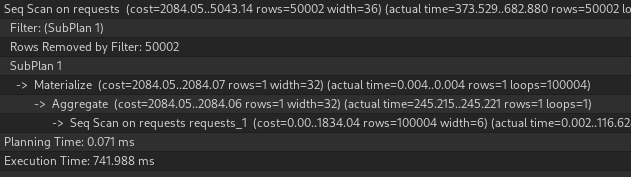 Seq Scan on requests (cost=2084.05..5043.14 rows=50002 width=36) (actual time=373.529..682.880 rows=50002 lo
Filter: (SubPlan 1)
Rows Removed by Filter: 50002
SubPlan 1
-> Materialize (cost=2084.05..2084.07 rows=1 width=32) (actual time=0.004..0.004 rows=1 loops=100004)
-> Aggregate (cost=2084.05..2084.06 rows=1 width=32) (actual time=245.215..245.221 rows=1 loops=1)
-> Seq Scan on requests requests_1 (cost=0.00..1834.04 rows=100004 width=6) (actual time=0.002..116.62
Planning Time: 0.071 ms
Execution Time: 741.988 ms